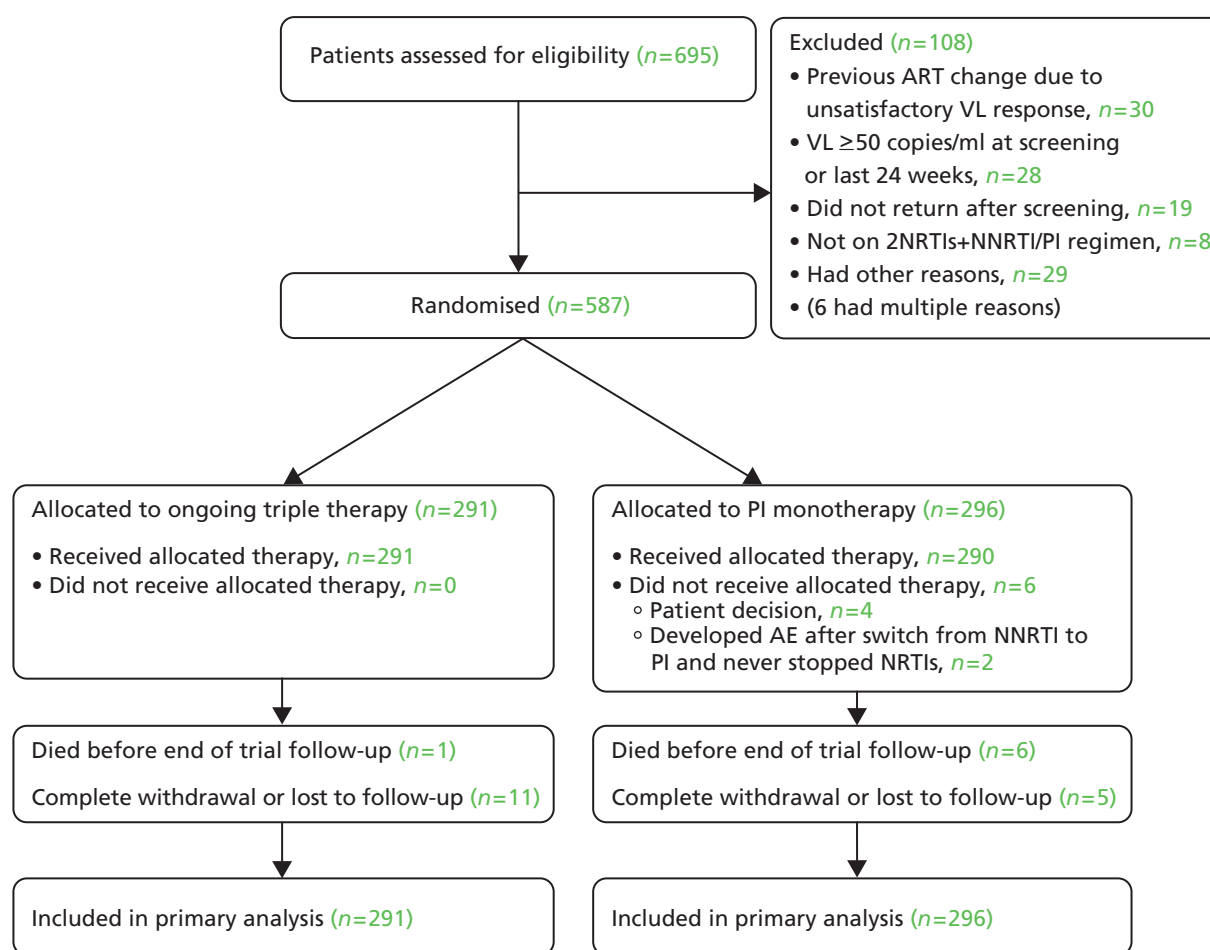 Patients assessed for eligibility (n=695)
Excluded (n=108)
• Previous ART change due to
unsatisfactory VL response, n=30
• VL ≥50 copies/ml at screening
or last 24 weeks, n=28
• Did not return after screening, n=19
• Not on 2NRTIs+NNRTI/PI regimen, n=8
• Had other reasons, n=29
• (6 had multiple reasons)
Randomised (n=587)
Allocated to ongoing triple therapy (n=291)
• Received allocated therapy, n=291
• Did not receive allocated therapy, n=0
Allocated to PI monotherapy (n=296)
• Received allocated therapy, n=290
• Did not receive allocated therapy, n=6
◦ Patient decision, n=4
◦ Developed AE after switch from NNRTI to
PI and never stopped NRTIs, n=2
Died before end of trial follow-up (n=1)
Complete withdrawal or lost to follow-up (n=11)
Died before end of trial follow-up (n=6)
Complete withdrawal or lost to follow-up (n=5)
Included in primary analysis (n=291)
Included in primary analysis (n=296)